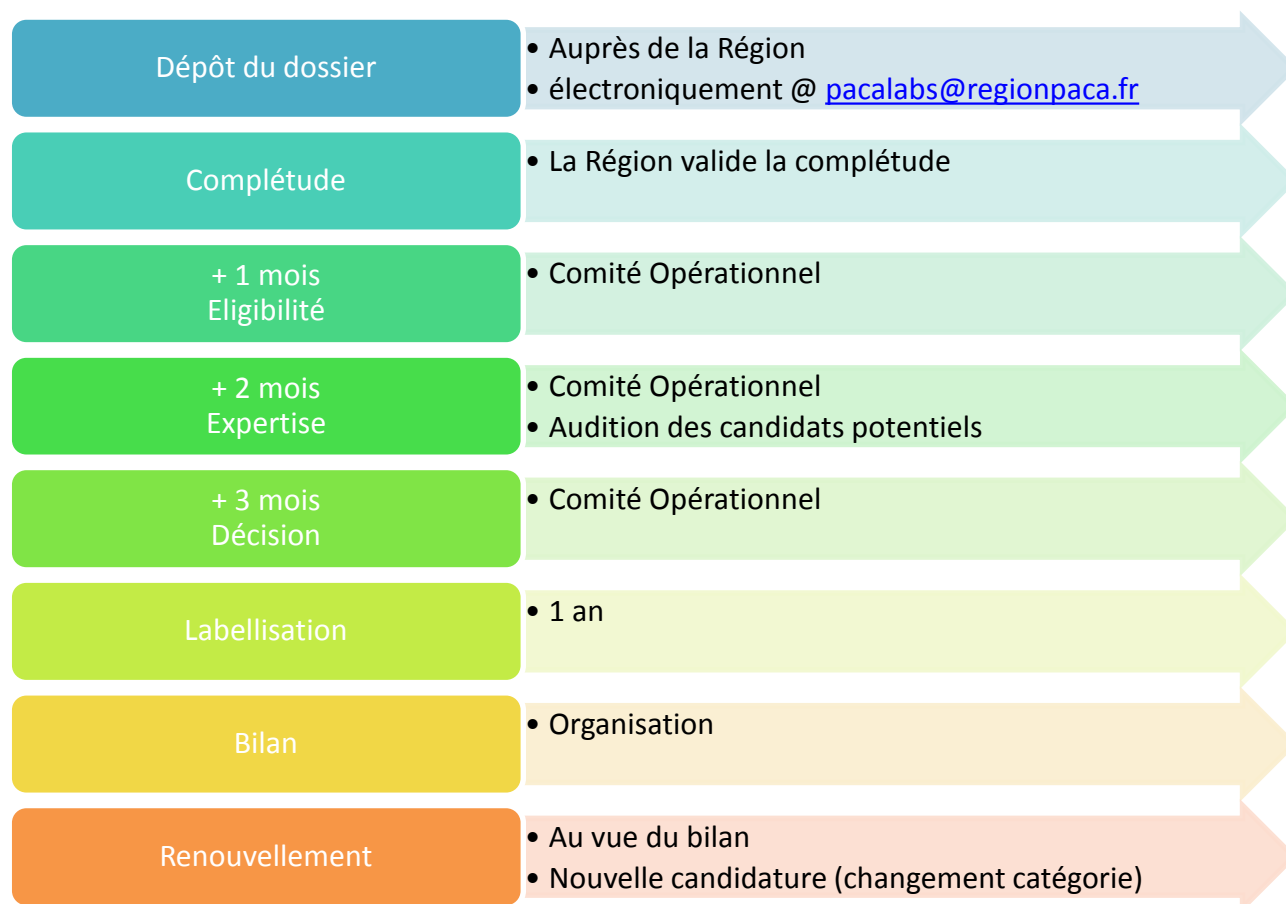 Dépôt du dossier
• Auprès de la Région
• électroniquement @ pacalabs@regionpaca.fr
Complétude
• La Région valide la complétude
+ 1 mois
Eligibilité
• Comité Opérationnel
+ 2 mois
Expertise
• Comité Opérationnel
• Audition des candidats potentiels
+ 3 mois
Décision
• Comité Opérationnel
Labellisation
• 1 an
Bilan
• Organisation
Renouvellement
• Au vue du bilan
• Nouvelle candidature (changement catégorie)